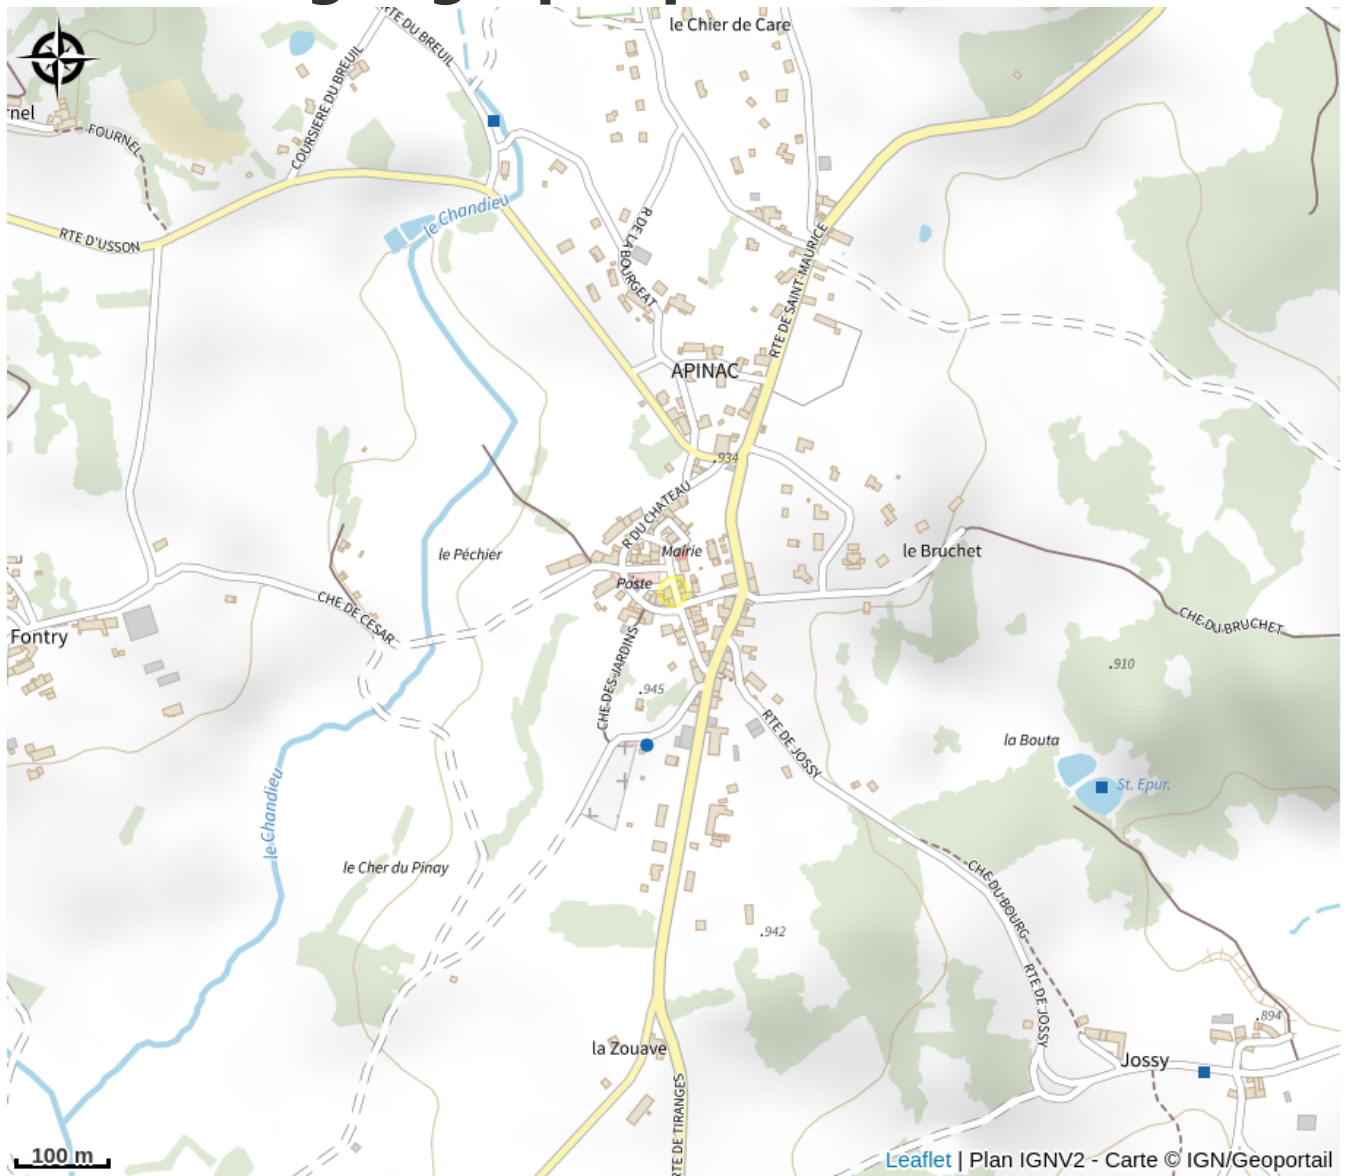 le Chier de Care
RTE DU BREUIL
COURSIERE DU BREUIL
rnel
FOURNEL
le Chandieu
RTE D'USSON
R DE LA BOURGEAT
RTE DE SAINT-MAURICE
APINAC
.934
R DU CHATEAU
Mairie
le Péchier
le Bruchet
Poste
CHE DE CESAR
Fontry
CHE DU BRUCHET
CHE DES JARDINS
.910
.945
RTE DE JOSSY
la Bouta
St. Epur.
le Chandieu
le Cher du Pinay
CHE DU BOURG
.942
RTE DE JOSSY
.894
la Zouave
Jossy
RTE DE TIRANGES
100 m
Leaflet | Plan IGNV2 - Carte © IGN/Geoportail